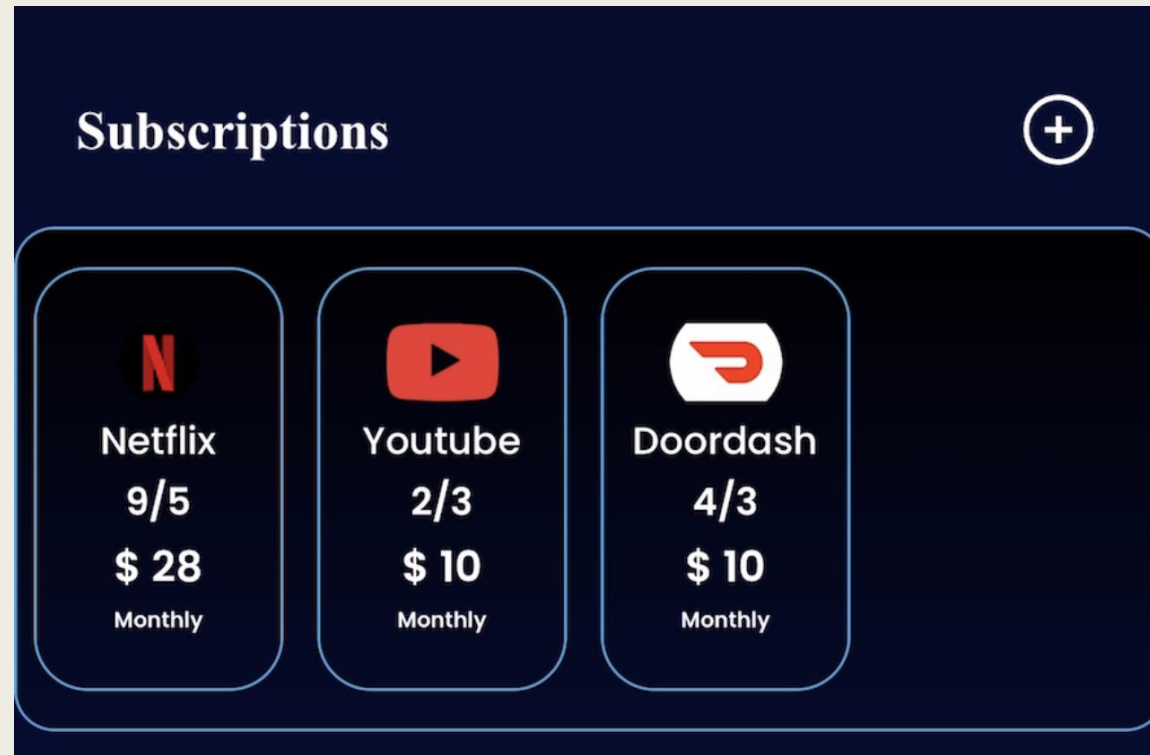 Subscriptions
Netflix
9/5
$ 28
Monthly
Youtube
2/3
$ 10
Monthly
Doordash
4/3
$ 10
Monthly